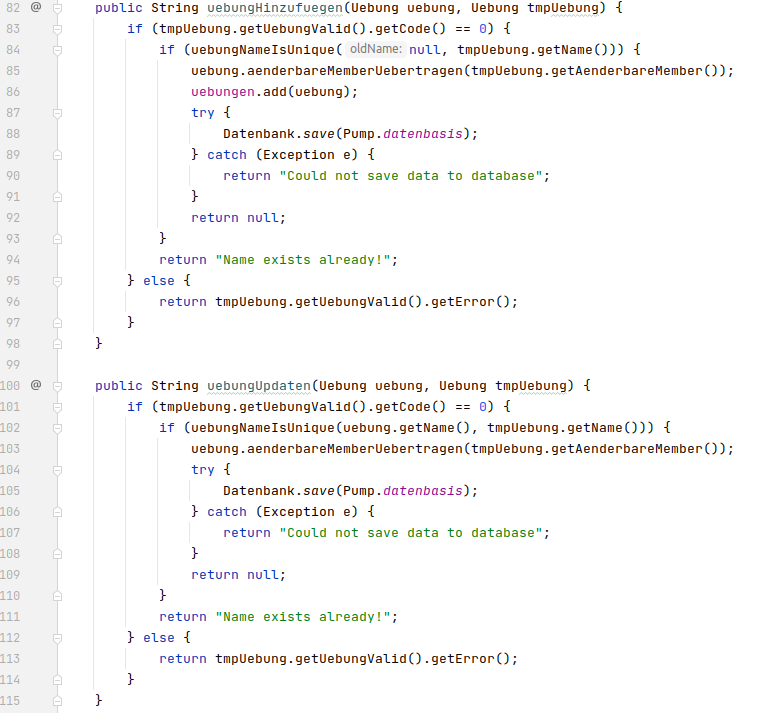 82 @ public String uebungHinzufuegen(Uebung uebung, Uebung tmpUebung) {
83 if (tmpUebung.getUebungValid().getCode() == 0) {
84 if (uebungNameIsUnique( oldName: null, tmpUebung.getName())) {
85 uebung.aenderbareMemberUebertragen(tmpUebung.getAenderbareMember());
86 uebungen.add(uebung);
87 try {
88 Datenbank.save(Pump.datenbasis);
89 } catch (Exception e) {
90 return "Could not save data to database";
91 }
92 return null;
93 }
94 return "Name exists already!";
95 } else {
96 return tmpUebung.getUebungValid().getError();
97 }
98 }
99
100 @ public String uebungUpdaten(Uebung uebung, Uebung tmpUebung) {
101 if (tmpUebung.getUebungValid().getCode() == 0) {
102 if (uebungNameIsUnique(uebung.getName(), tmpUebung.getName())) {
103 uebung.aenderbareMemberUebertragen(tmpUebung.getAenderbareMember());
104 try {
105 Datenbank.save(Pump.datenbasis);
106 } catch (Exception e) {
107 return "Could not save data to database";
108 }
109 return null;
110 }
111 return "Name exists already!";
112 } else {
113 return tmpUebung.getUebungValid().getError();
114 }
115 }